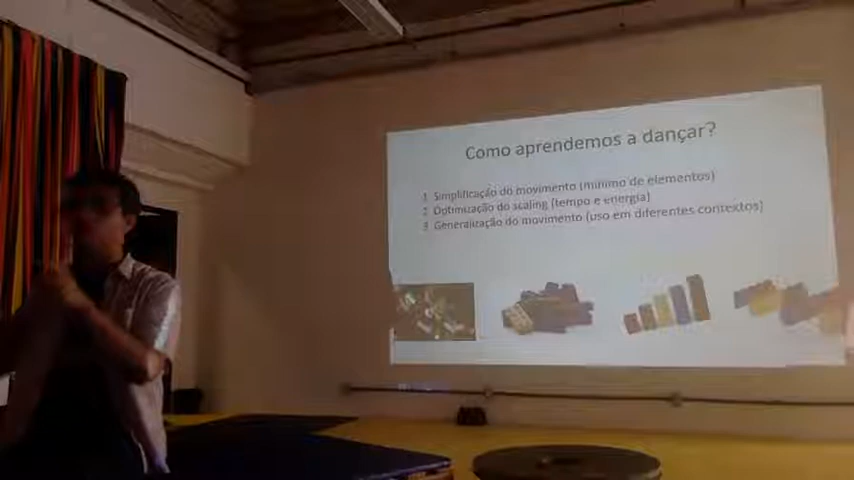 Como aprendemos a dançar?
1 Simplificação do movimento (mínimo de elementos)
2 Optimização do scaling (tempo e energia)
3 Generalização do movimento (uso em diferentes contextos)